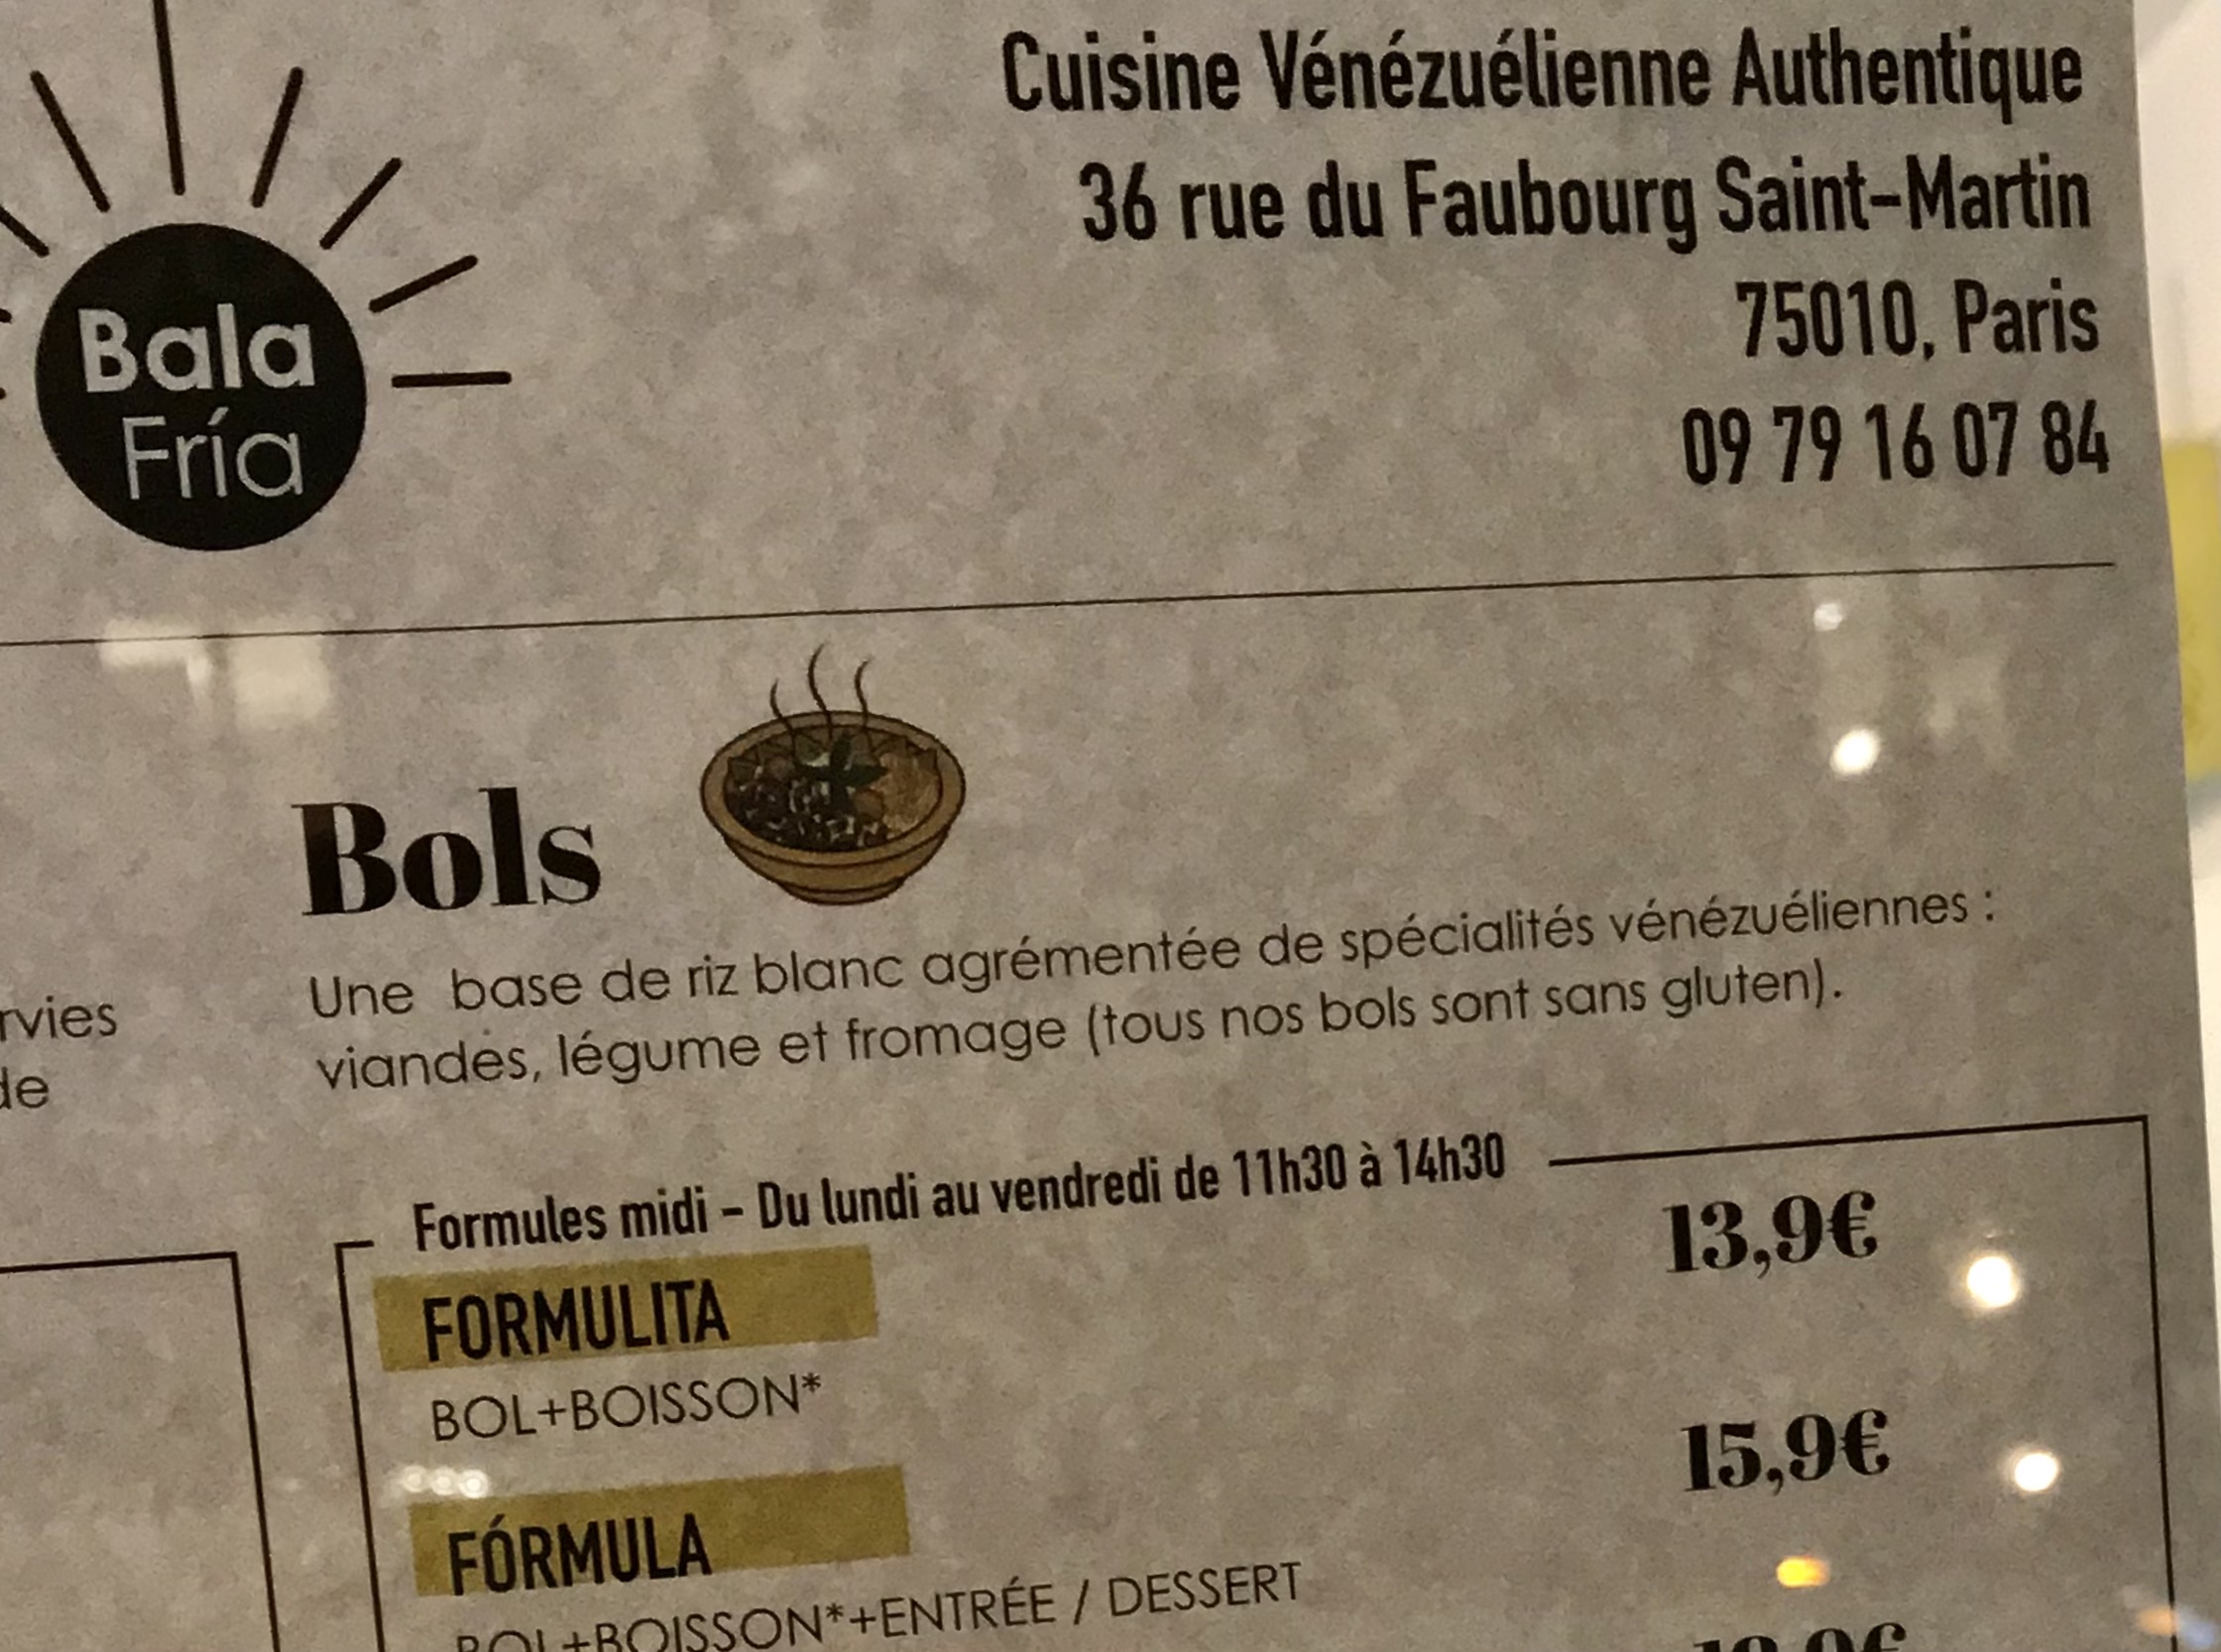 Bala
Fría
Cuisine Vénézuélienne Authentique
36 rue du Faubourg Saint-Martin
75010, Paris
09 79 16 07 84
Bols
Une base de riz blanc agrémentée de spécialités vénézuéliennes :
viandes, légume et fromage (tous nos bols sont sans gluten).
Formules midi - Du lundi au vendredi de 11h30 à 14h30
FORMULITA 13,9€
BOL+BOISSON*
FÓRMULA 15,9€
BOL+BOISSON*+ENTRÉE / DESSERT